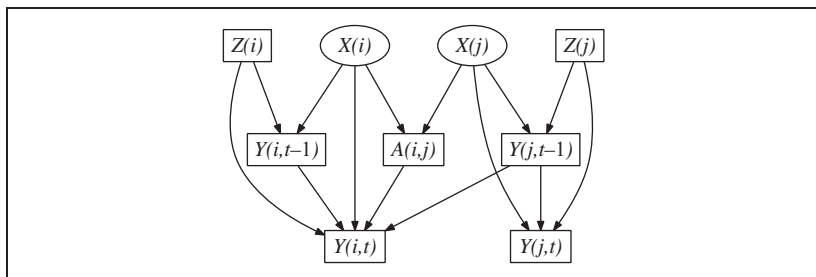 Z(i) X(i) X(j) Z(j)
Y(i,t–1) A(i,j) Y(j,t–1)
Y(i,t) Y(j,t)